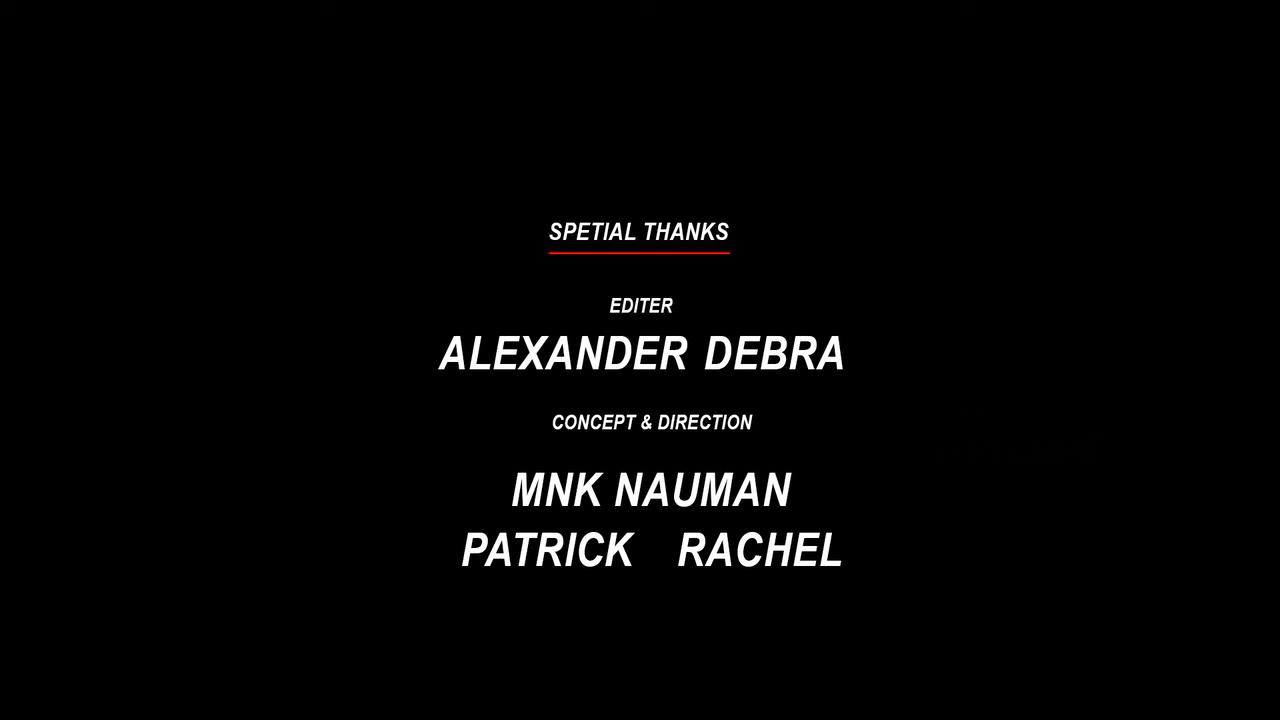 SPETIAL THANKS
EDITER
ALEXANDER DEBRA
CONCEPT & DIRECTION
MNK NAUMAN
PATRICK RACHEL